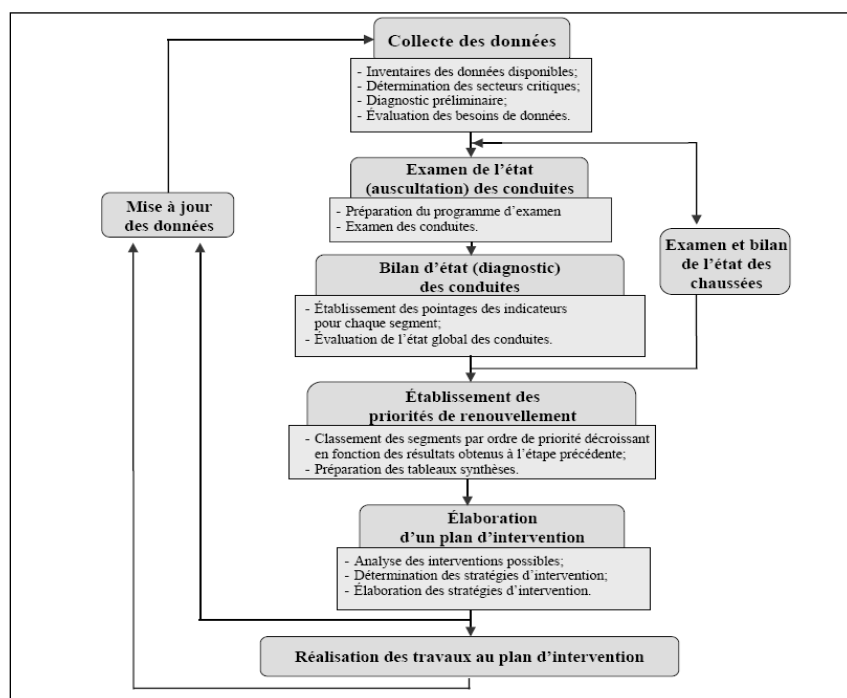 Collecte des données
- Inventaires des données disponibles;
- Détermination des secteurs critiques;
- Diagnostic préliminaire;
- Évaluation des besoins de données.
Examen de l’état
(auscultation) des conduites
- Préparation du programme d’examen
- Examen des conduites.
Mise à jour
des données
Examen et bilan
de l’état des
chaussées
Bilan d’état (diagnostic)
des conduites
- Établissement des pointages des indicateurs
pour chaque segment;
- Évaluation de l’état global des conduites.
Établissement des
priorités de renouvellement
- Classement des segments par ordre de priorité décroissant
en fonction des résultats obtenus à l’étape précédente;
- Préparation des tableaux synthèses.
Élaboration
d’un plan d’intervention
- Analyse des interventions possibles;
- Détermination des stratégies d’intervention;
- Élaboration des stratégies d’intervention.
Réalisation des travaux au plan d’intervention